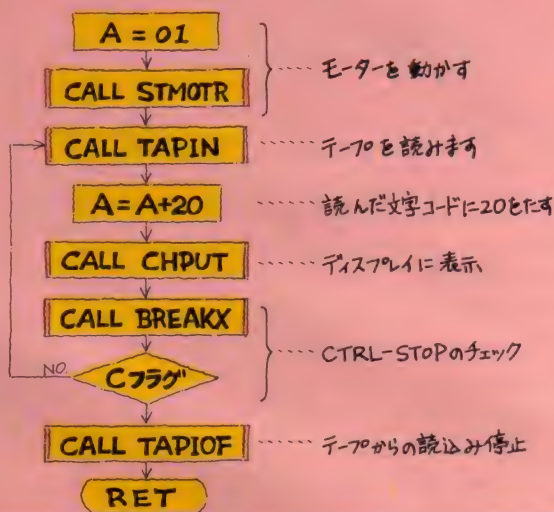 A = 01
CALL STMOTR
モーターを動かす
CALL TAPIN
テープを読みます
A = A+20
読んだ文字コードに20をたす
CALL CHPUT
ディスプレイに表示
CALL BREAKX
CTRL-STOPのチェック
NO.
Cフラグ
CALL TAPIOF
テープからの読込み停止
RET